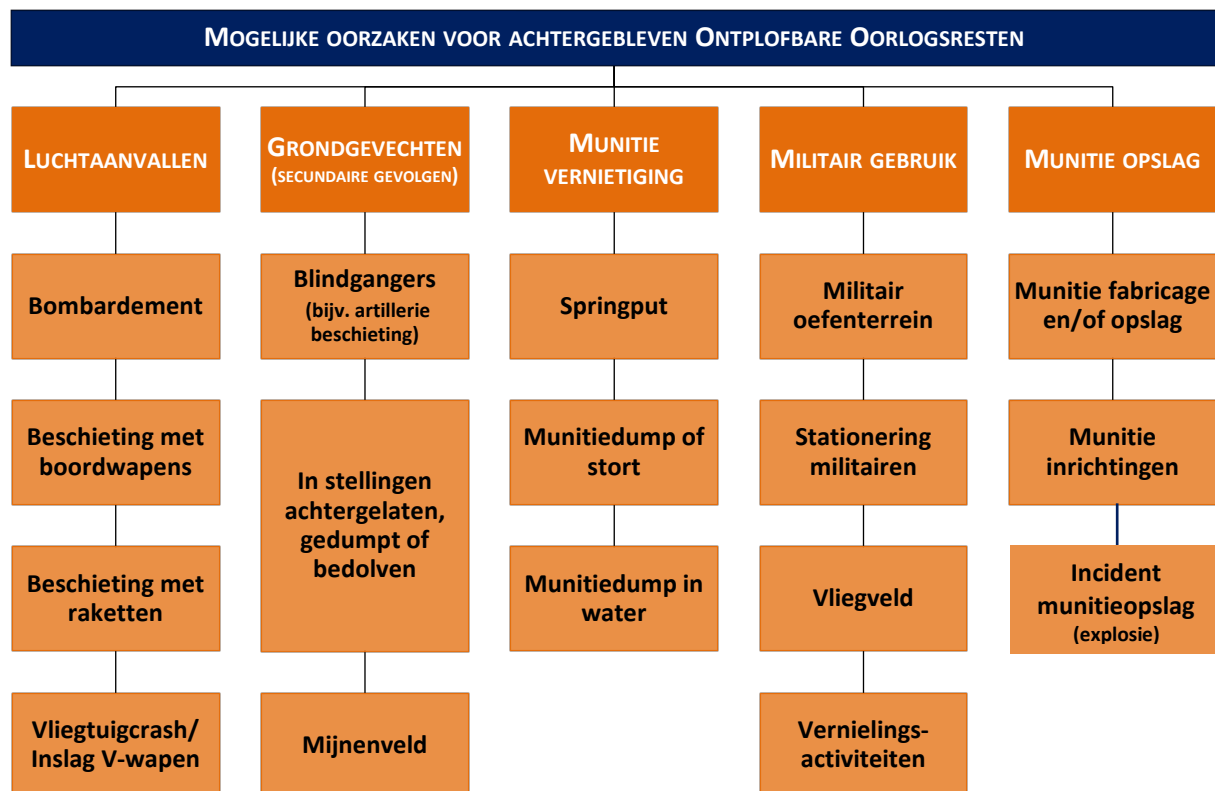 MOGELIJKE OORZAKEN VOOR ACHTERGEBLEVEN ONTPLOFBARE OORLOGSRESTEN
LUCHTAANVALLEN
GRONDGEVECHTEN
(SECUNDAIRE GEVOLGEN)
MUNITIE
VERNIETIGING
MILITAIR GEBRUIK
MUNITIE OPSLAG
Bombardement
Blindgangers
(bijv. artillerie
beschieting)
Springput
Militair
oefenterrein
Munitie fabricage
en/of opslag
Beschieting met
boordwapens
In stellingen
achtergelaten,
gedumpt of
bedolven
Munitiedump of
stort
Stationering
militairen
Munitie
inrichtingen
Beschieting met
raketten
Munitiedump in
water
Vliegveld
Incident
munitieopslag
(explosie)
Vliegtuigcrash/
Inslag V-wapen
Mijnenveld
Vernielings-
activiteiten